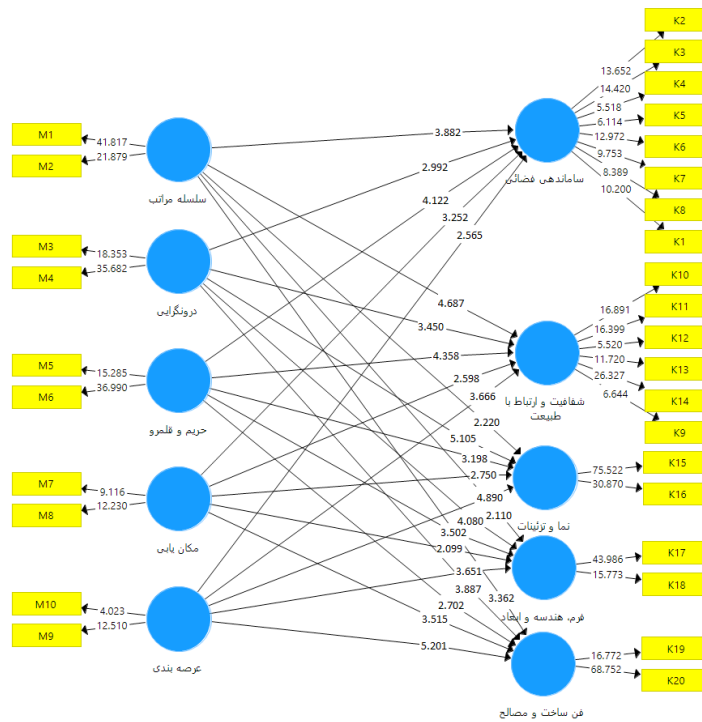 K2
K3
13.652
14.420
K4
5.518
M1
41.817
3.882
6.114
K5
M2
21.879
12.972
K6
2.992
9.753
ساماندهی فضائی
8.389
K7
سلسله مراتب
4.122
10.200
K8
3.252
2.565
K1
M3
18.353
M4
35.682
K10
درونگرایی
4.687
16.891
K11
3.450
16.399
K12
5.520
M5
15.285
4.358
11.720
K13
M6
36.990
2.598
26.327
3.666
6.644
K14
شفافیت و ارتباط با
طبیعت
حریم و قلمرو
2.220
K9
5.105
3.198
75.522
K15
M7
9.116
2.750
30.870
K16
M8
12.230
4.890
2.110
نما و تزئینات
4.080
مکان یابی
3.502
2.099
43.986
K17
3.651
15.773
K18
M10
4.023
3.887
3.362
2.702
فرم، هندسه و ابعاد
M9
12.510
3.515
5.201
16.772
K19
عرصه بندی
68.752
K20
فن ساخت و مصالح